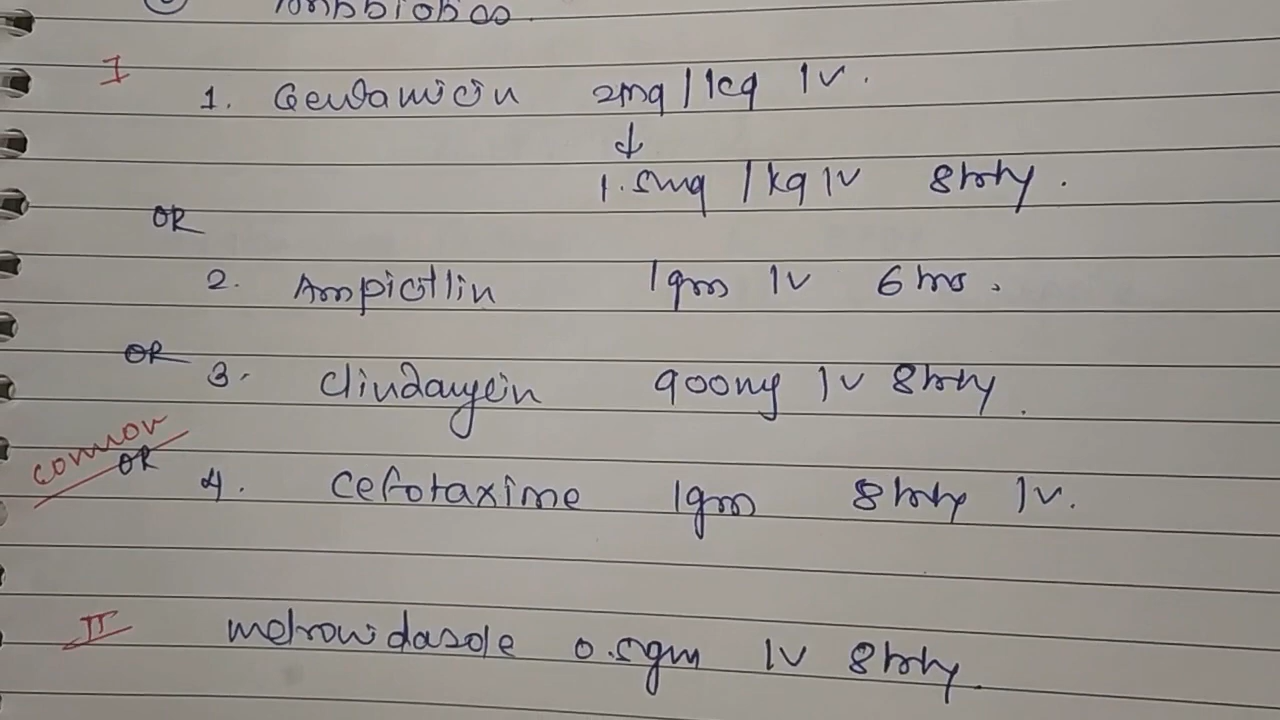 Antibiotics.
I
1. Gentamicin 2mg/kg IV.
↓
1.5mg/kg IV 8hrly.
OR
2. Ampicillin 1gm IV 6hrs.
OR
3. Clindamycin 900mg IV 8hrly.
common
OR
4. Cefotaxime 1gm 8hrly IV.
II metronidazole 0.5gm IV 8hrly.